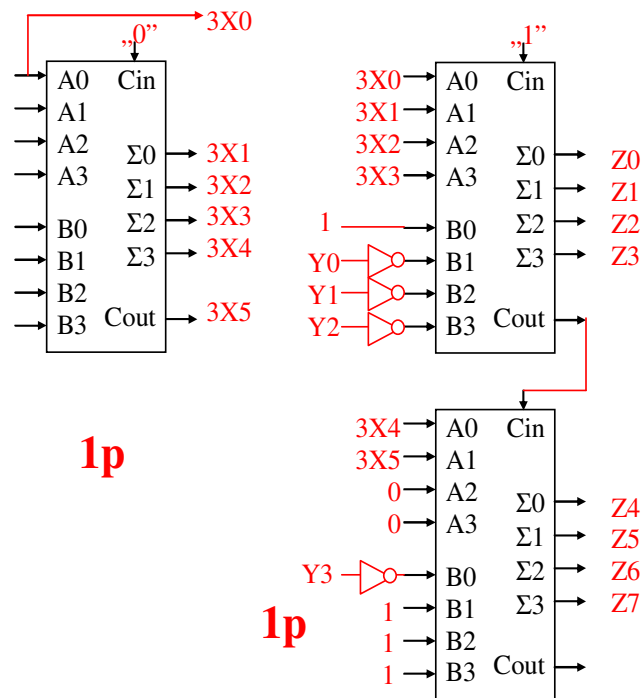 3X0
„0”
A0 Cin
A1
A2
A3
Σ0 3X1
Σ1 3X2
Σ2 3X3
Σ3 3X4
B0
B1
B2
B3
Cout 3X5
1p
„1”
3X0 A0 Cin
3X1 A1
3X2 A2
3X3 A3
Σ0 Z0
Σ1 Z1
Σ2 Z2
Σ3 Z3
1 B0
Y0 B1
Y1 B2
Y2 B3
Cout
3X4 A0 Cin
3X5 A1
0 A2
0 A3
Σ0 Z4
Σ1 Z5
Σ2 Z6
Σ3 Z7
Y3 B0
1 B1
1 B2
1 B3
Cout
1p